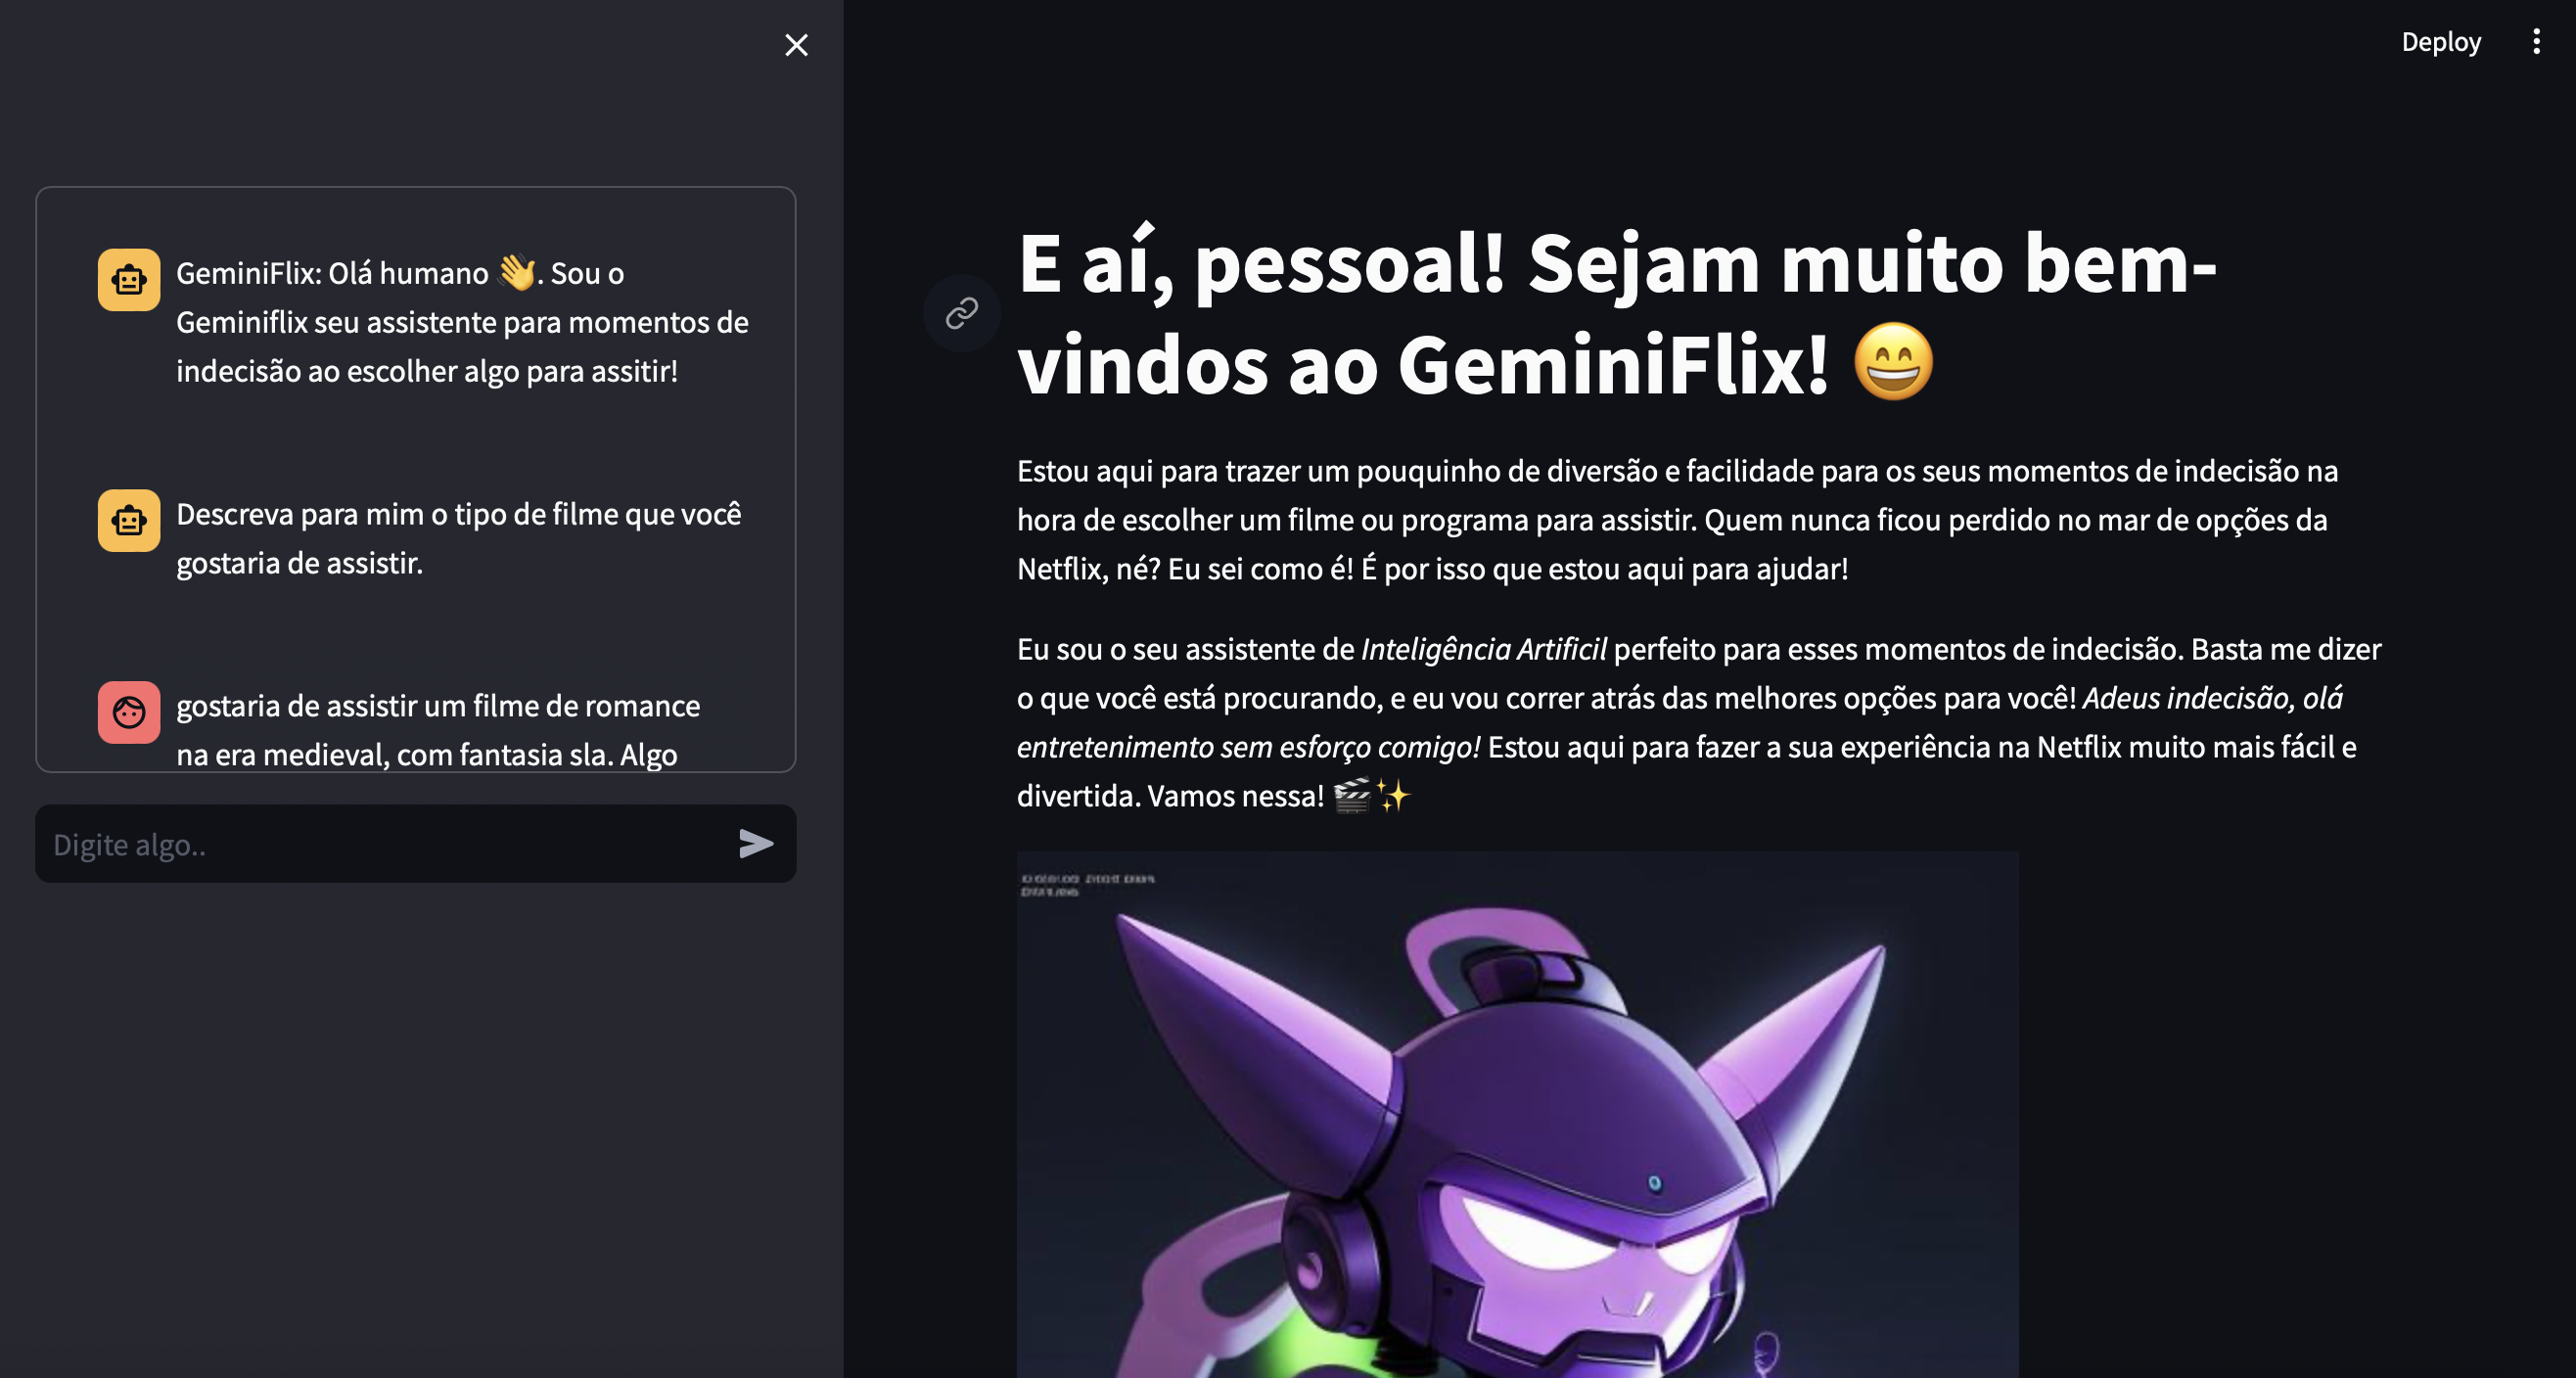 Deploy
GeminiFlix: Olá humano 👋. Sou o
Geminiflix seu assistente para momentos de
indecisão ao escolher algo para assitir!
Descreva para mim o tipo de filme que você
gostaria de assistir.
gostaria de assistir um filme de romance
na era medieval, com fantasia sla. Algo
Digite algo..
E aí, pessoal! Sejam muito bem-
vindos ao GeminiFlix! 😄
Estou aqui para trazer um pouquinho de diversão e facilidade para os seus momentos de indecisão na
hora de escolher um filme ou programa para assistir. Quem nunca ficou perdido no mar de opções da
Netflix, né? Eu sei como é! É por isso que estou aqui para ajudar!
Eu sou o seu assistente de Inteligência Artificil perfeito para esses momentos de indecisão. Basta me dizer
o que você está procurando, e eu vou correr atrás das melhores opções para você! Adeus indecisão, olá
entretenimento sem esforço comigo! Estou aqui para fazer a sua experiência na Netflix muito mais fácil e
divertida. Vamos nessa! 🎬✨